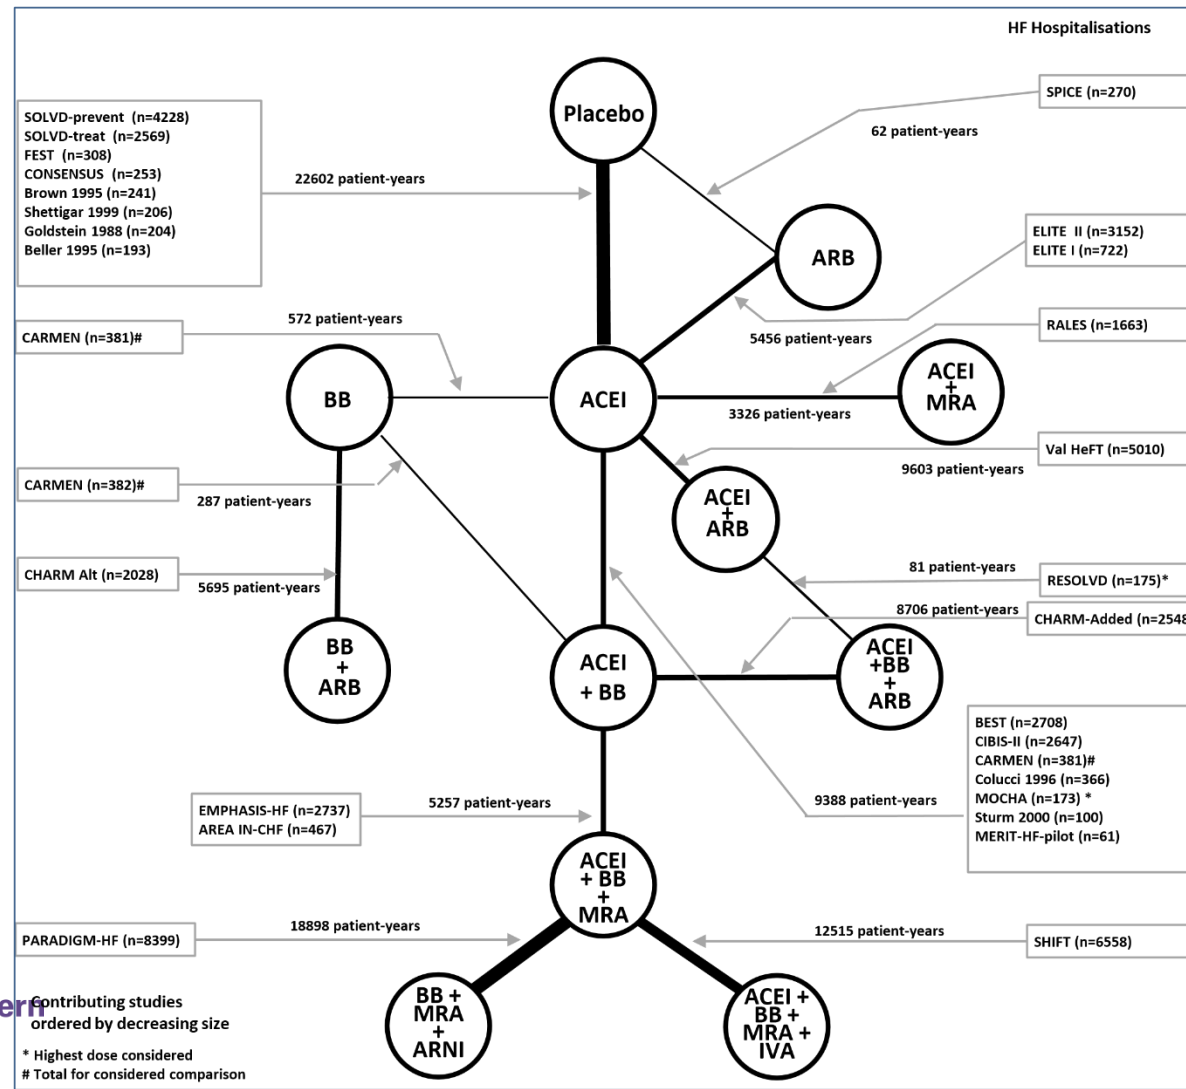 HF Hospitalisations
SOLVD-prevent (n=4228)
SOLVD-treat (n=2569)
FEST (n=308)
CONSENSUS (n=253)
Brown 1995 (n=241)
Shettigar 1999 (n=206)
Goldstein 1988 (n=204)
Beller 1995 (n=193)
22602 patient-years
Placebo
SPICE (n=270)
62 patient-years
ARB
ELITE II (n=3152)
ELITE I (n=722)
5456 patient-years
CARMEN (n=381)#
572 patient-years
RALES (n=1663)
BB
ACEI
3326 patient-years
ACEI
+
MRA
Val HeFT (n=5010)
9603 patient-years
CARMEN (n=382)#
287 patient-years
ACEI
+
ARB
CHARM Alt (n=2028)
5695 patient-years
81 patient-years
RESOLVD (n=175)*
8706 patient-years
CHARM-Added (n=2548
BB
+
ARB
ACEI
+ BB
ACEI
+BB
+
ARB
BEST (n=2708)
CIBIS-II (n=2647)
CARMEN (n=381)#
Colucci 1996 (n=366)
MOCHA (n=173) *
Sturm 2000 (n=100)
MERIT-HF-pilot (n=61)
9388 patient-years
EMPHASIS-HF (n=2737)
AREA IN-CHF (n=467)
5257 patient-years
ACEI
+ BB
+
MRA
PARADIGM-HF (n=8399)
18898 patient-years
12515 patient-years
SHIFT (n=6558)
BB +
MRA
+
ARNI
ACEI +
BB +
MRA +
IVA
ern
Contributing studies
ordered by decreasing size
* Highest dose considered
# Total for considered comparison